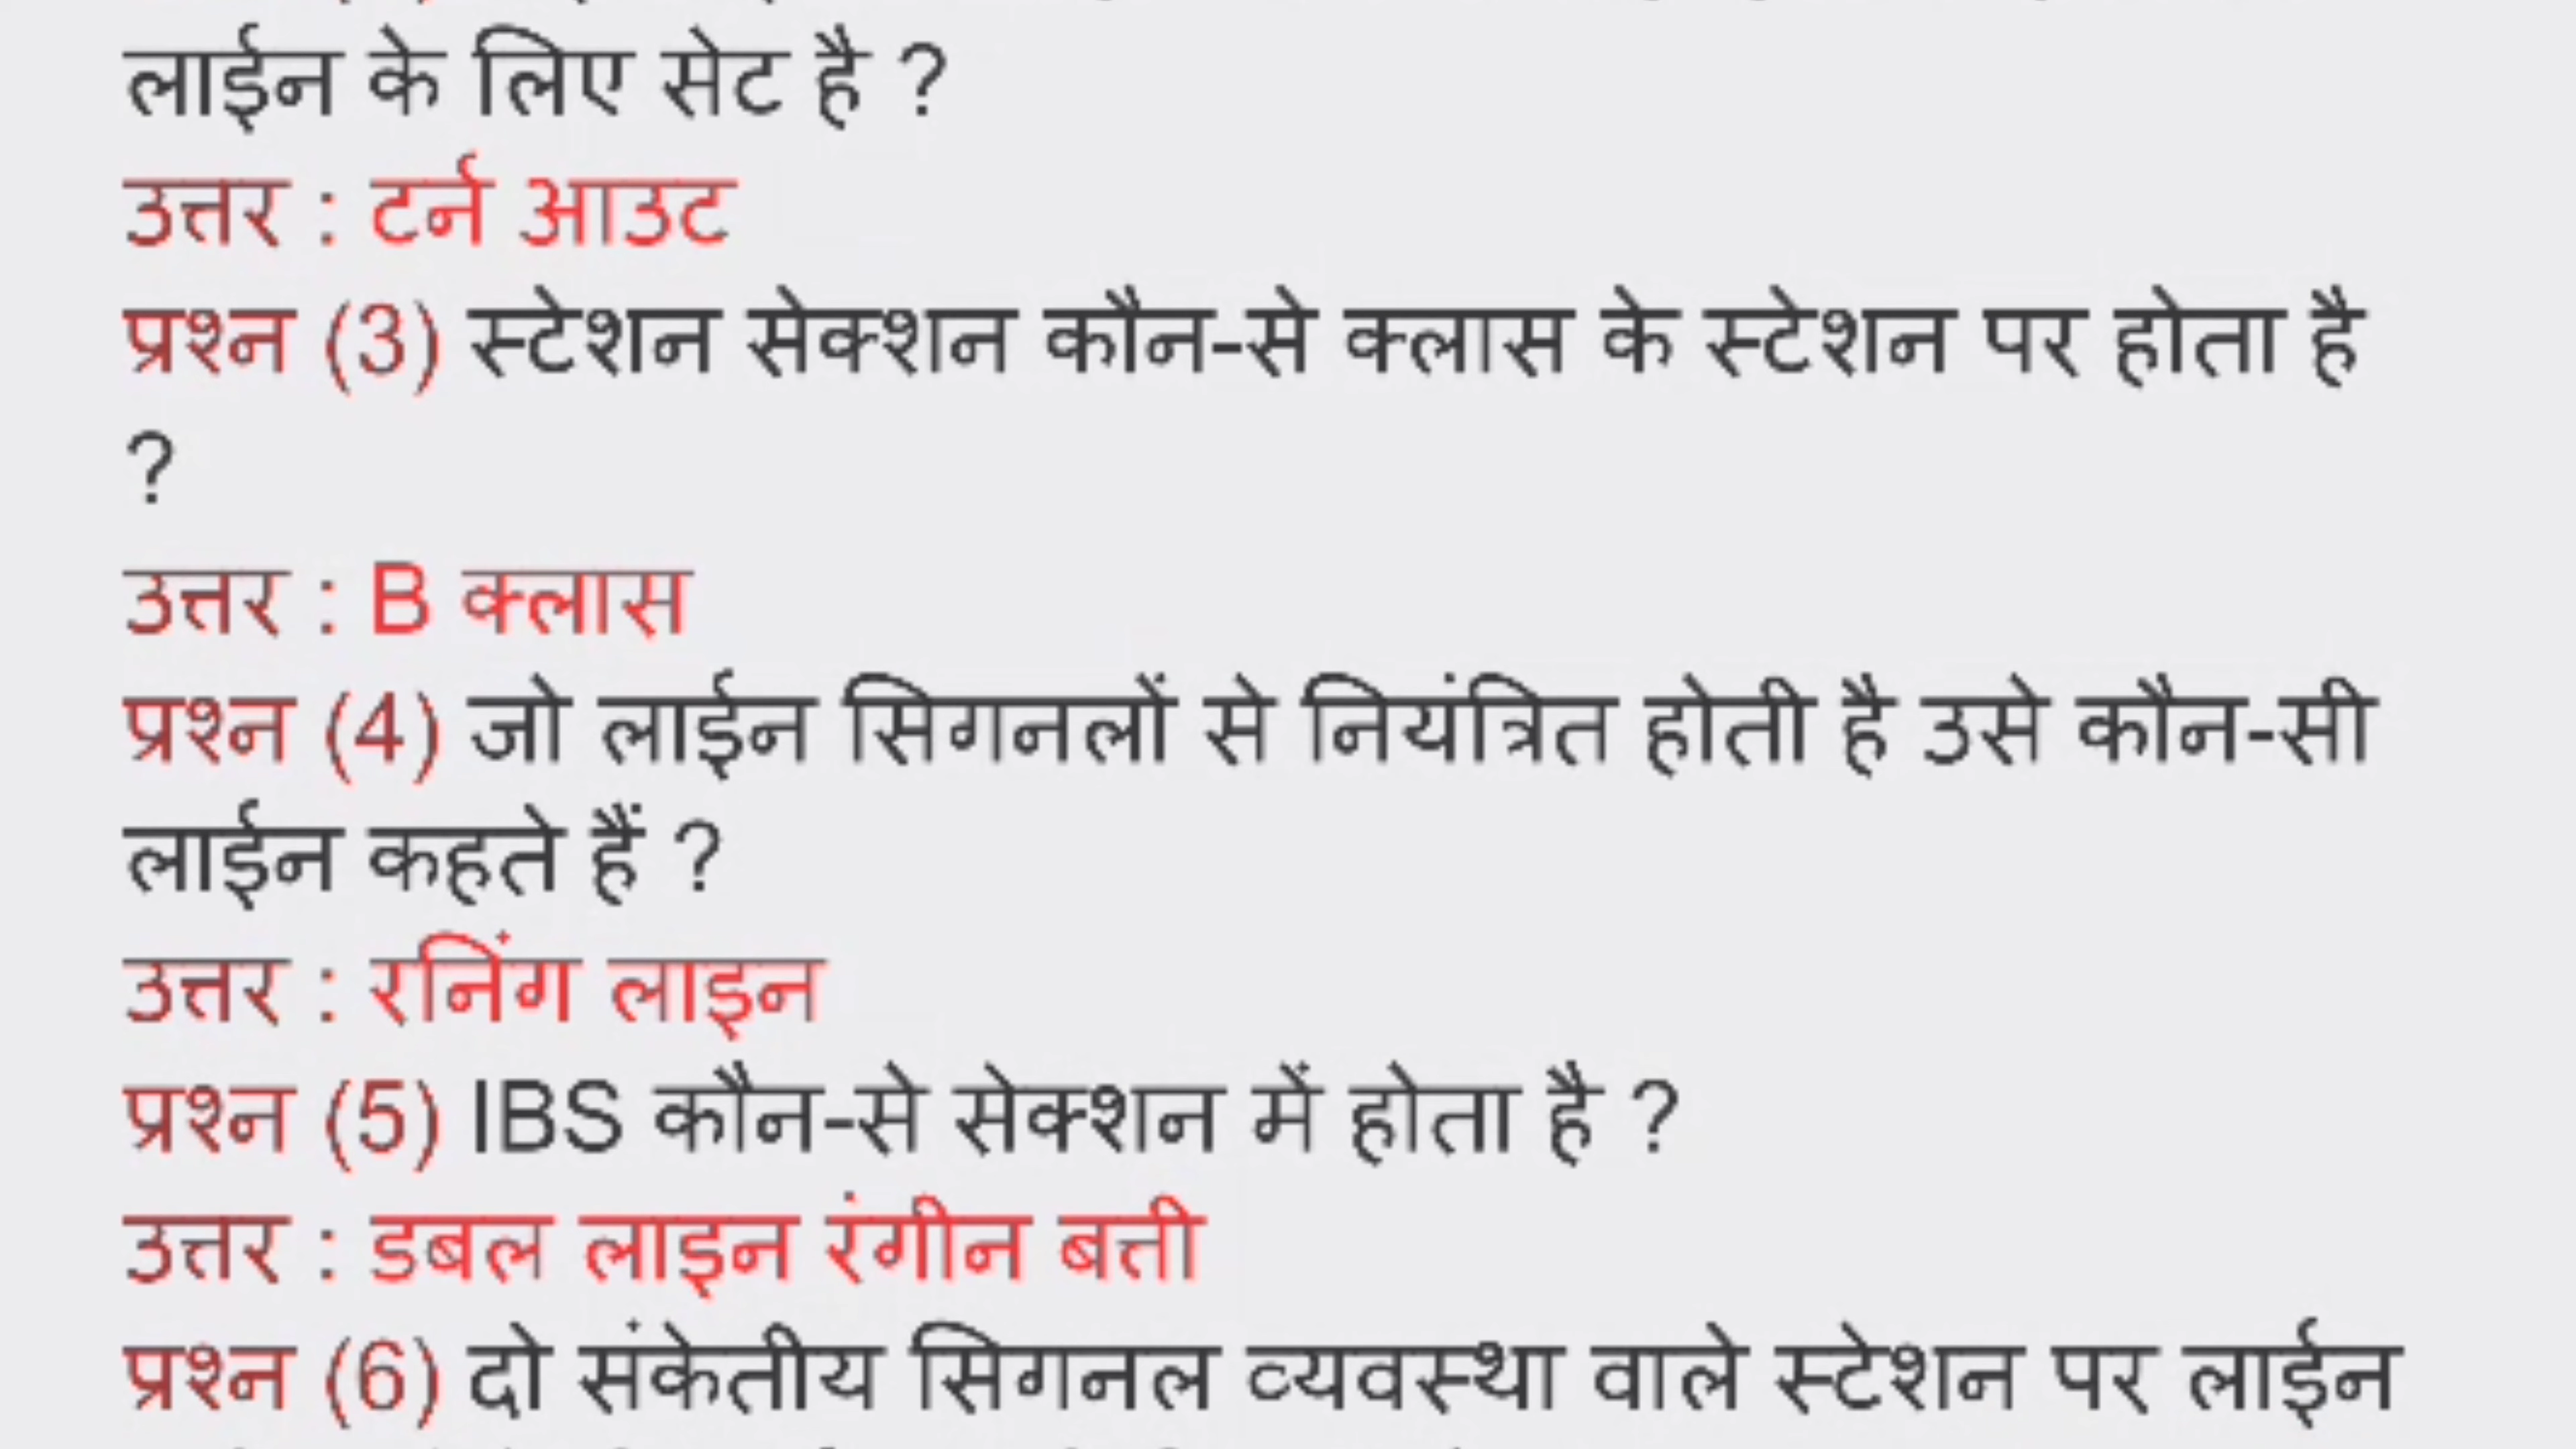 लाईन के लिए सेट है ?
उत्तर : टर्न आउट
प्रश्न (3) स्टेशन सेक्शन कौन-से क्लास के स्टेशन पर होता है
?
उत्तर : B क्लास
प्रश्न (4) जो लाईन सिगनलों से नियंत्रित होती है उसे कौन-सी
लाईन कहते हैं ?
उत्तर : रनिंग लाइन
प्रश्न (5) IBS कौन-से सेक्शन में होता है ?
उत्तर : डबल लाइन रंगीन बत्ती
प्रश्न (6) दो संकेतीय सिगनल व्यवस्था वाले स्टेशन पर लाईन